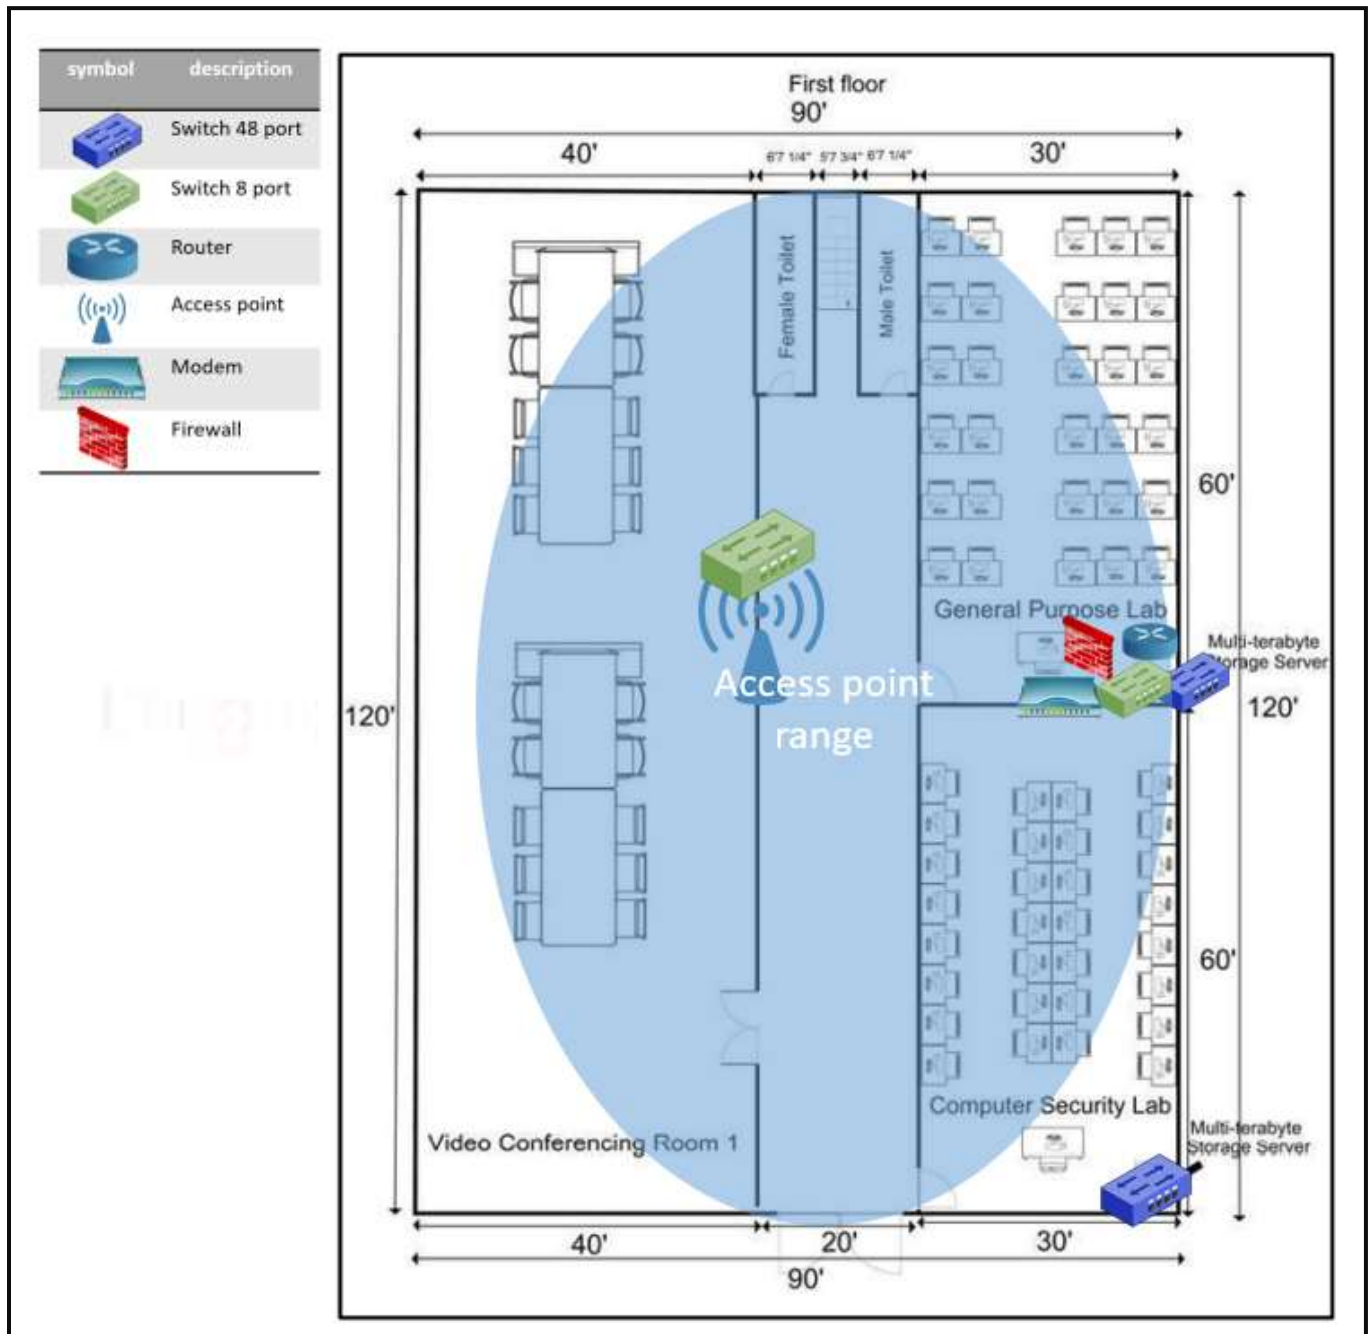 symbol description
Switch 48 port
Switch 8 port
Router
Access point
Modem
Firewall
First floor
90'
40'
6'7 1/4" 5'7 3/4" 6'7 1/4"
30'
Female Toilet
Male Toilet
60'
General Purpose Lab
Multi-terabyte
Storage Server
Access point
range
120'
120'
60'
Computer Security Lab
Video Conferencing Room 1
Multi-terabyte
Storage Server
40'
20'
30'
90'